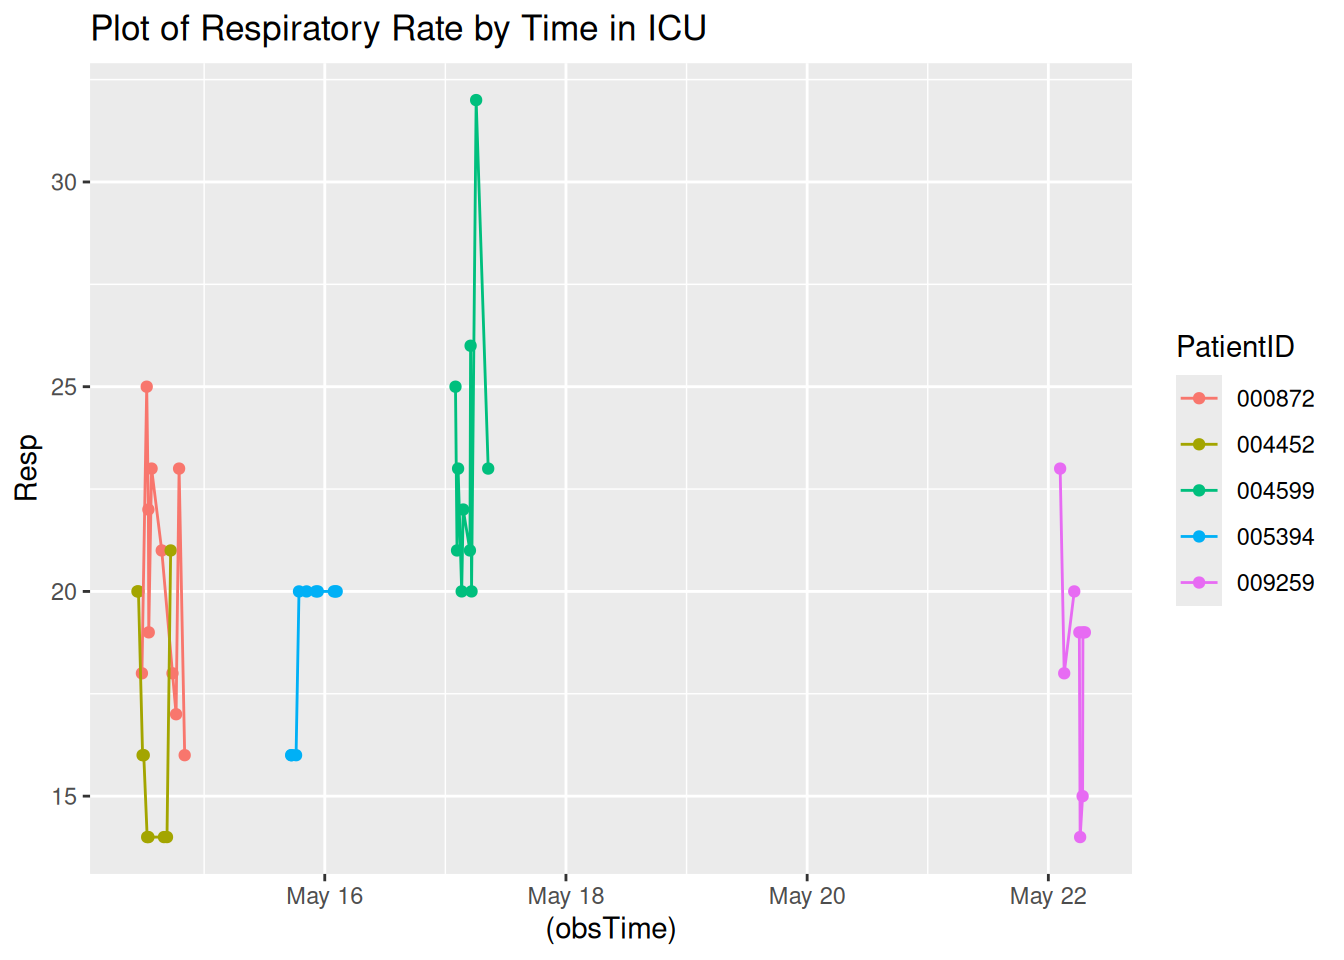 Plot of Respiratory Rate by Time in ICU
Resp
30
25
20
15
May 16
May 18
May 20
May 22
(obsTime)
PatientID
000872
004452
004599
005394
009259